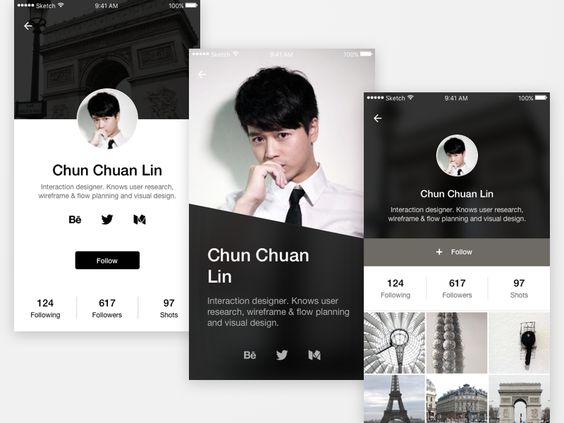 Sketch
9:41 AM
100%
Chun Chuan Lin
Interaction designer. Knows user research,
wireframe & flow planning and visual design.
Bē
Follow
124
617
97
Following
Followers
Shots
Sketch
9:41 AM
100%
Chun Chuan
Lin
Interaction designer. Knows user
research, wireframe & flow planning
and visual design.
Bē
Sketch
9:41 AM
100%
Chun Chuan Lin
Interaction designer. Knows user research,
wireframe & flow planning and visual design.
+ Follow
124
617
97
Following
Followers
Shots